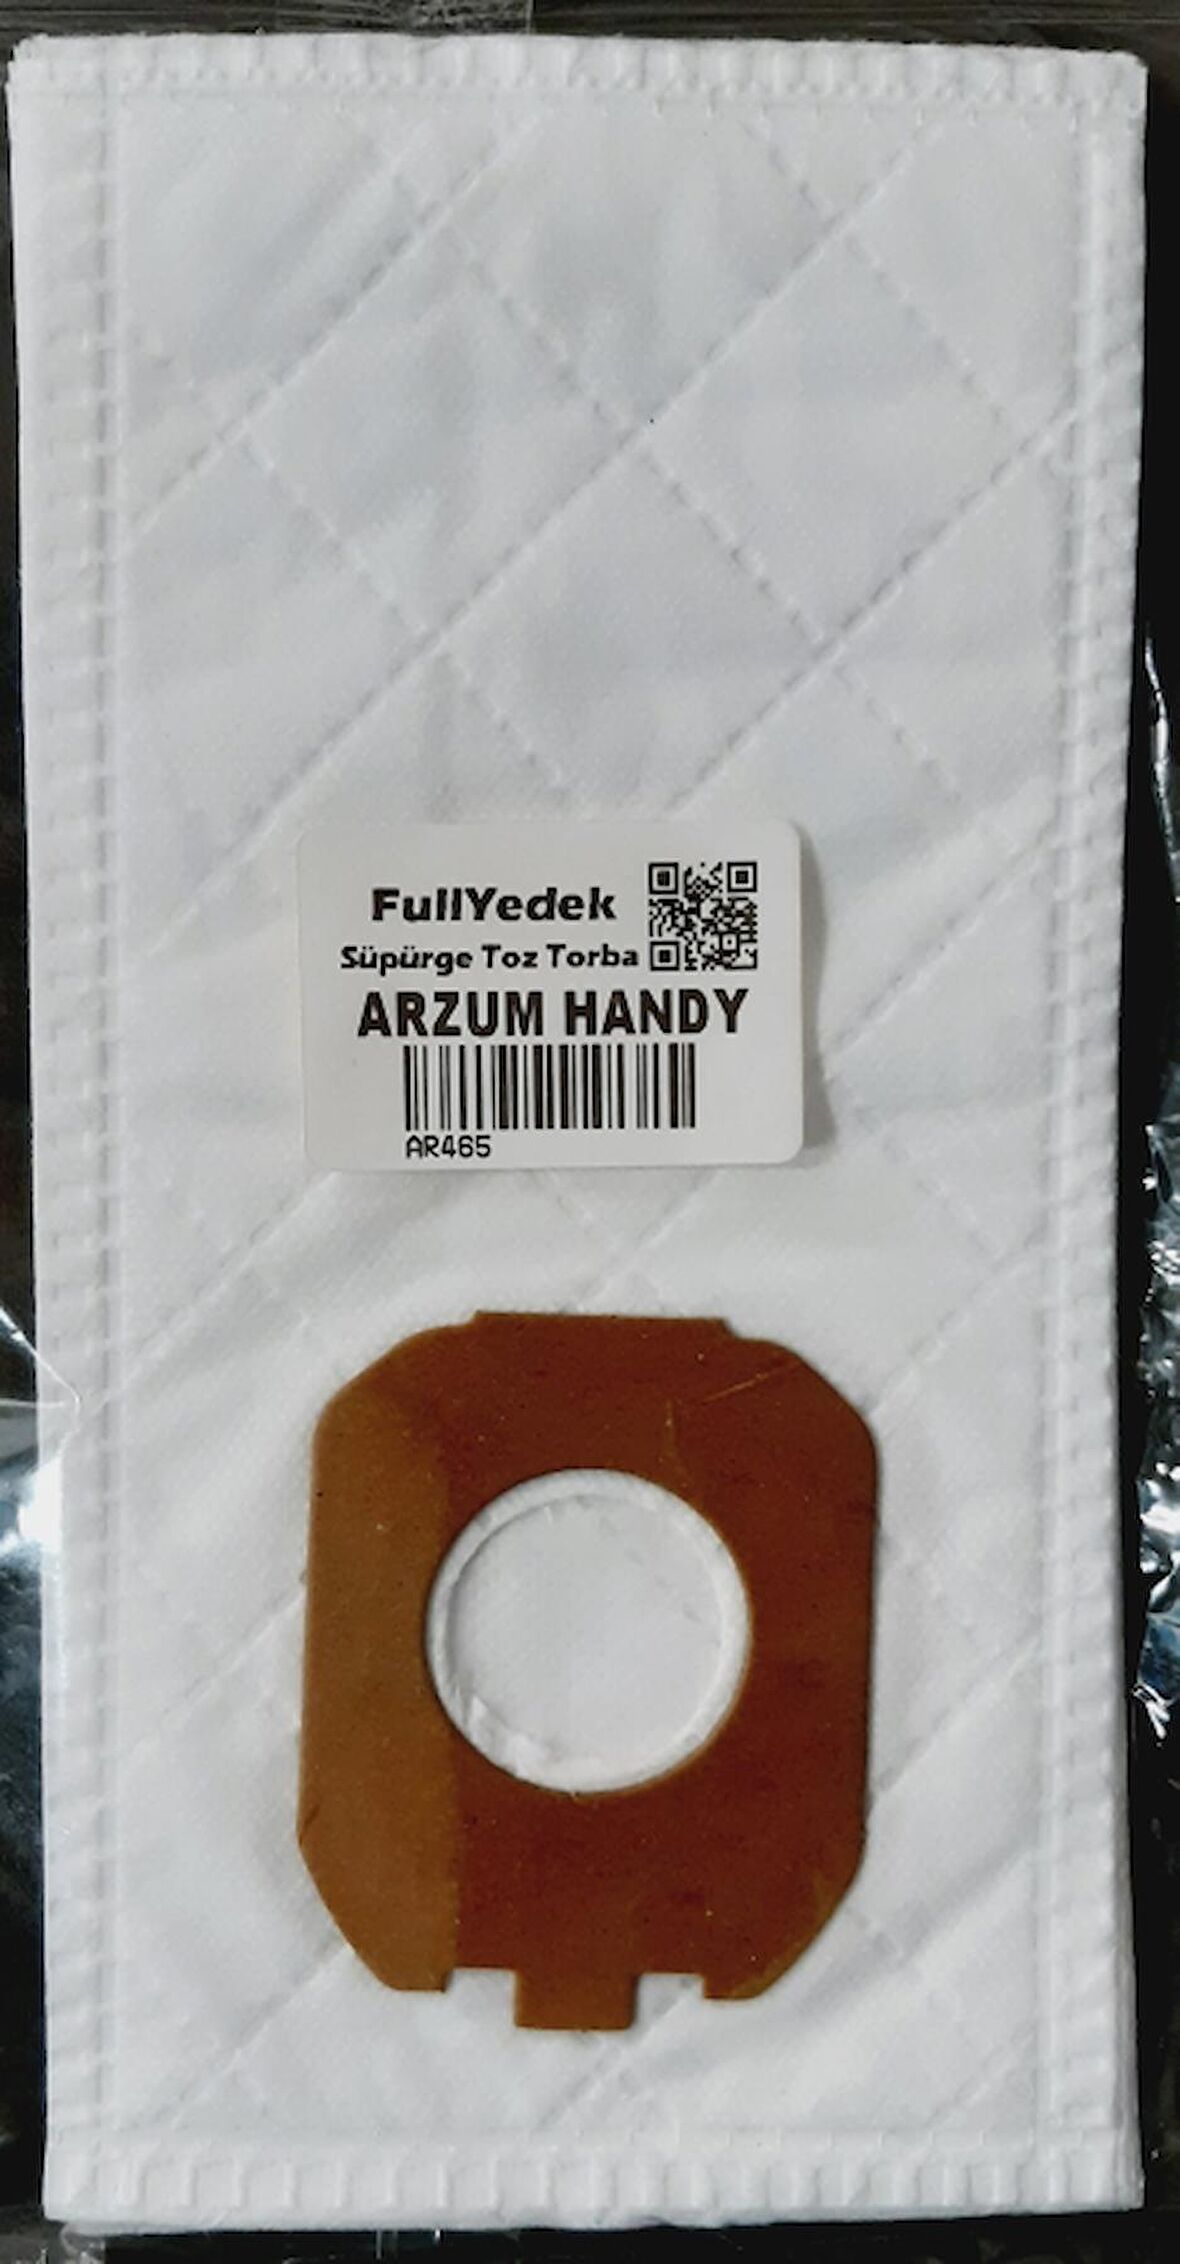 FullYedek
Süpürge Toz Torba
ARZUM HANDY
AR465